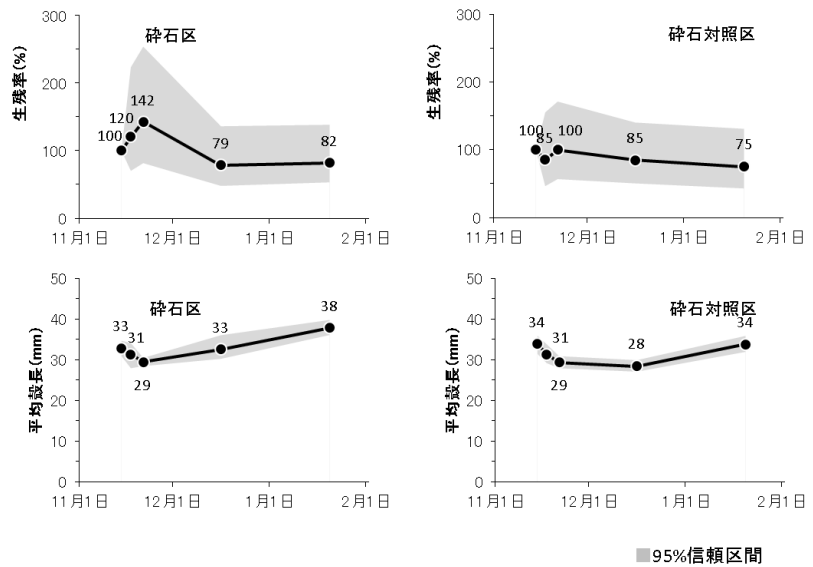 砕石区
生残率(%)
300
200
100
0
100
120
142
79
82
11月1日
12月1日
1月1日
2月1日
砕石対照区
生残率(%)
300
200
100
0
100
85
100
85
75
11月1日
12月1日
1月1日
2月1日
砕石区
平均殻長(mm)
50
40
30
20
10
0
33
31
29
33
38
11月1日
12月1日
1月1日
2月1日
砕石対照区
平均殻長(mm)
50
40
30
20
10
0
34
31
29
28
34
11月1日
12月1日
1月1日
2月1日
95%信頼区間